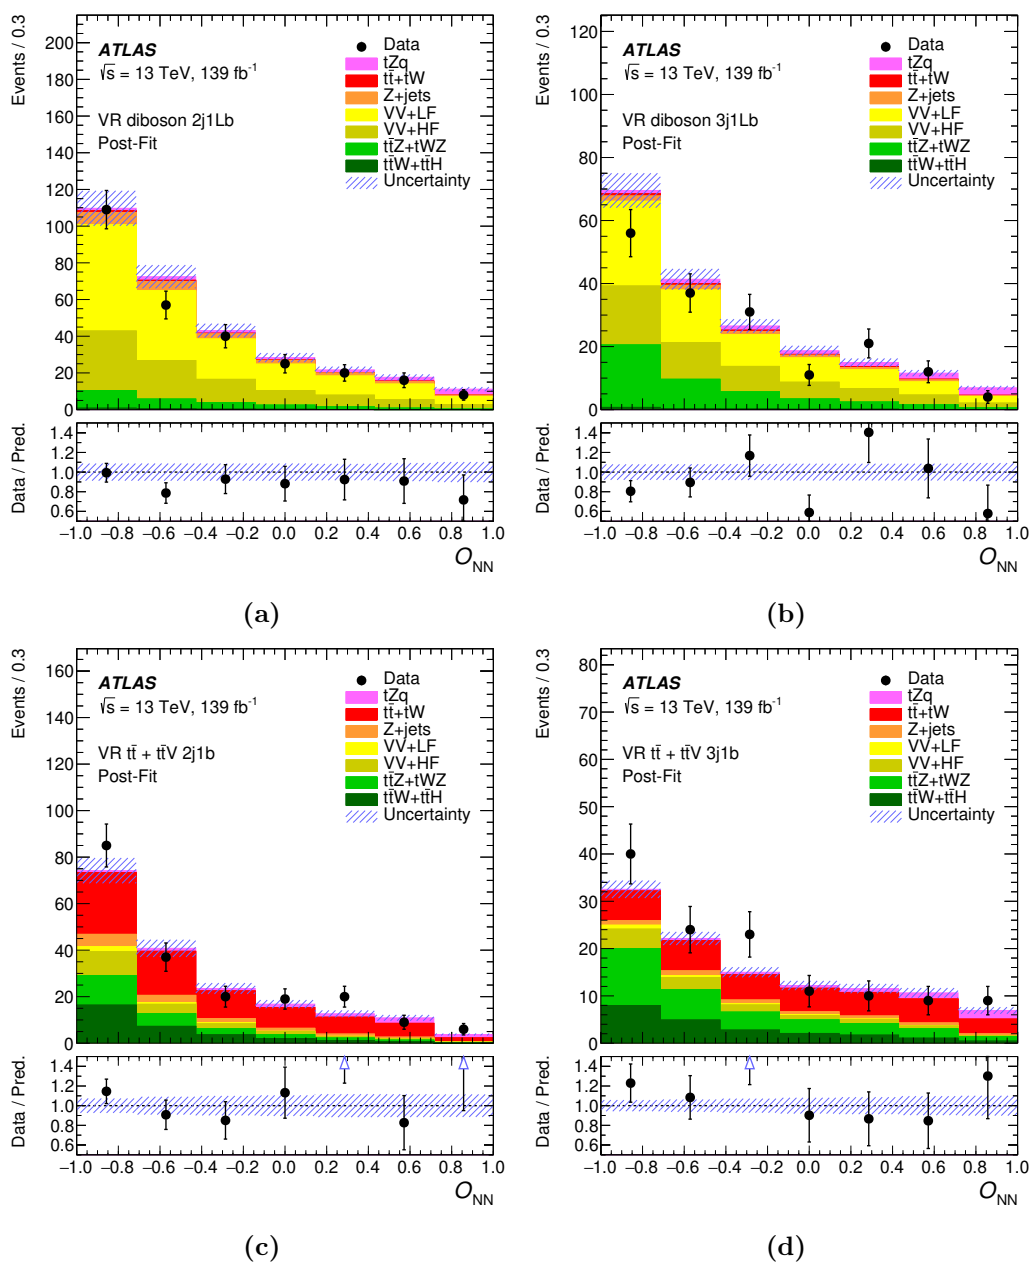 Events / 0.3
200
180
160
140
120
100
80
60
40
20
0
ATLAS
√s = 13 TeV, 139 fb⁻¹
VR diboson 2j1Lb
Post-Fit
Data
tZq
tt̄+tW
Z+jets
VV+LF
VV+HF
tt̄Z+tWZ
tt̄W+tt̄H
Uncertainty
Data / Pred.
1.4
1.2
1.0
0.8
0.6
−1.0 −0.8 −0.6 −0.4 −0.2 0.0 0.2 0.4 0.6 0.8 1.0
O_NN
(a)
Events / 0.3
120
100
80
60
40
20
0
ATLAS
√s = 13 TeV, 139 fb⁻¹
VR diboson 3j1Lb
Post-Fit
Data
tZq
tt̄+tW
Z+jets
VV+LF
VV+HF
tt̄Z+tWZ
tt̄W+tt̄H
Uncertainty
Data / Pred.
1.4
1.2
1.0
0.8
0.6
−1.0 −0.8 −0.6 −0.4 −0.2 0.0 0.2 0.4 0.6 0.8 1.0
O_NN
(b)
Events / 0.3
160
140
120
100
80
60
40
20
0
ATLAS
√s = 13 TeV, 139 fb⁻¹
VR tt̄ + tt̄V 2j1b
Post-Fit
Data
tZq
tt̄+tW
Z+jets
VV+LF
VV+HF
tt̄Z+tWZ
tt̄W+tt̄H
Uncertainty
Data / Pred.
1.4
1.2
1.0
0.8
0.6
−1.0 −0.8 −0.6 −0.4 −0.2 0.0 0.2 0.4 0.6 0.8 1.0
O_NN
(c)
Events / 0.3
80
70
60
50
40
30
20
10
0
ATLAS
√s = 13 TeV, 139 fb⁻¹
VR tt̄ + tt̄V 3j1b
Post-Fit
Data
tZq
tt̄+tW
Z+jets
VV+LF
VV+HF
tt̄Z+tWZ
tt̄W+tt̄H
Uncertainty
Data / Pred.
1.4
1.2
1.0
0.8
0.6
−1.0 −0.8 −0.6 −0.4 −0.2 0.0 0.2 0.4 0.6 0.8 1.0
O_NN
(d)